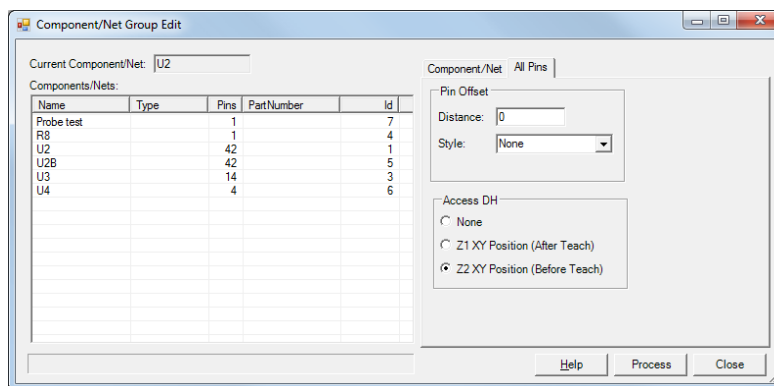 Component/Net Group Edit
Current Component/Net: U2
Components/Nets:
Name Type Pins PartNumber Id
Probe test 1 7
R8 1 4
U2 42 1
U2B 42 5
U3 14 3
U4 4 6
Component/Net All Pins
Pin Offset
Distance: 0
Style: None
Access DH
None
Z1 XY Position (After Teach)
Z2 XY Position (Before Teach)
Help Process Close